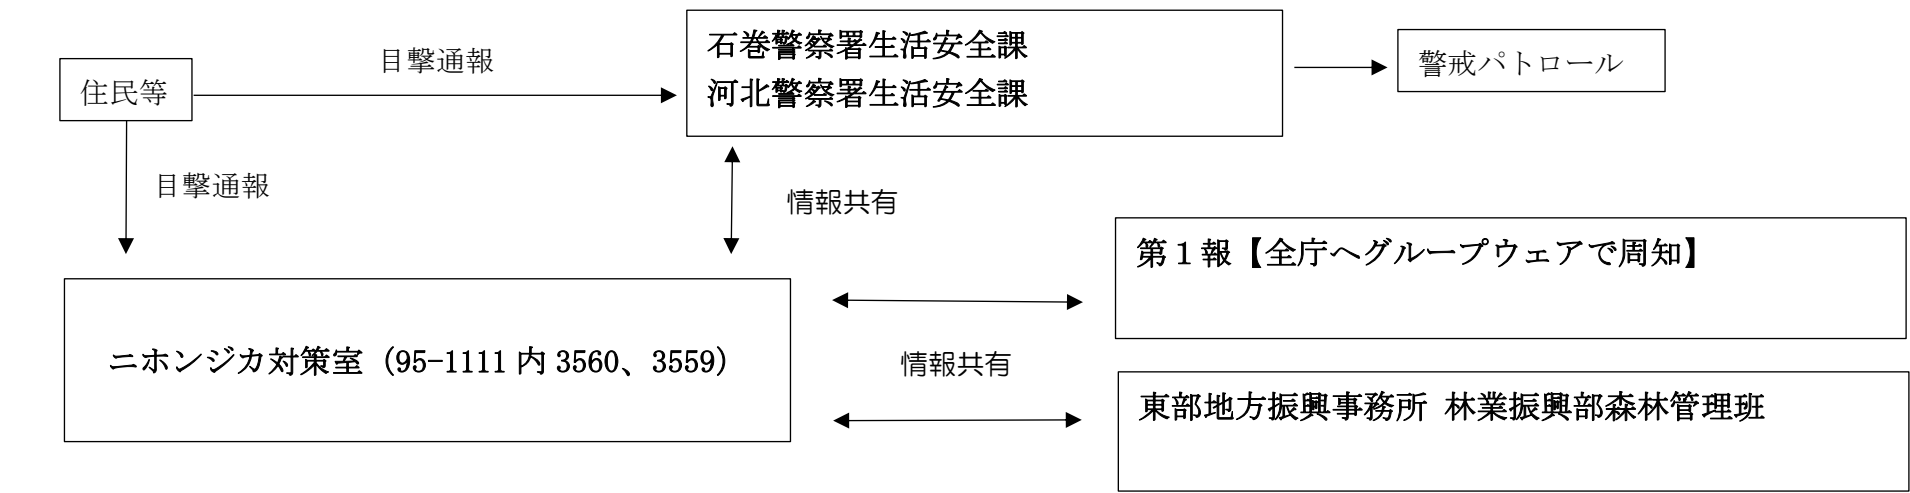 石巻警察署生活安全課
河北警察署生活安全課
目撃通報
警戒パトロール
住民等
目撃通報
情報共有
第１報【全庁へグループウェアで周知】
ニホンジカ対策室（95-1111 内 3560、3559）
情報共有
東部地方振興事務所 林業振興部森林管理班